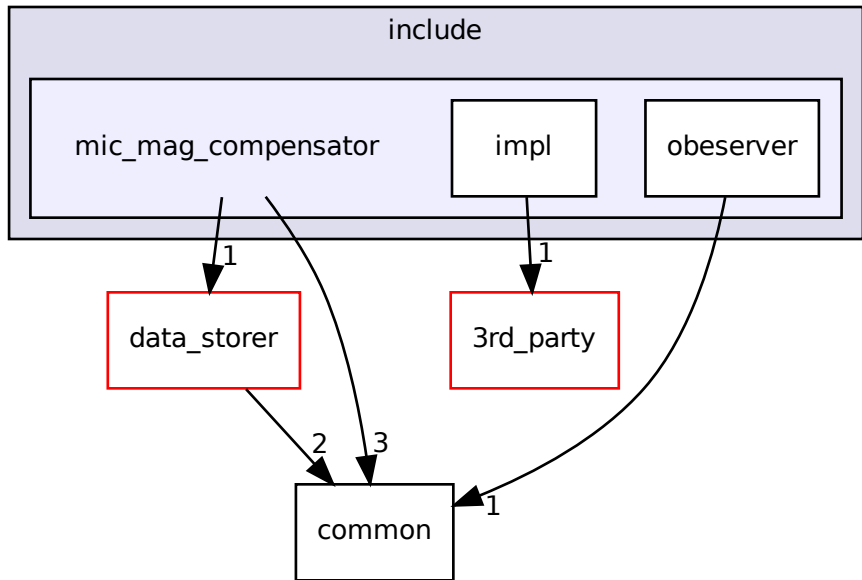 include
mic_mag_compensator
impl
obeserver
1
1
data_storer
3rd_party
2
3
1
common